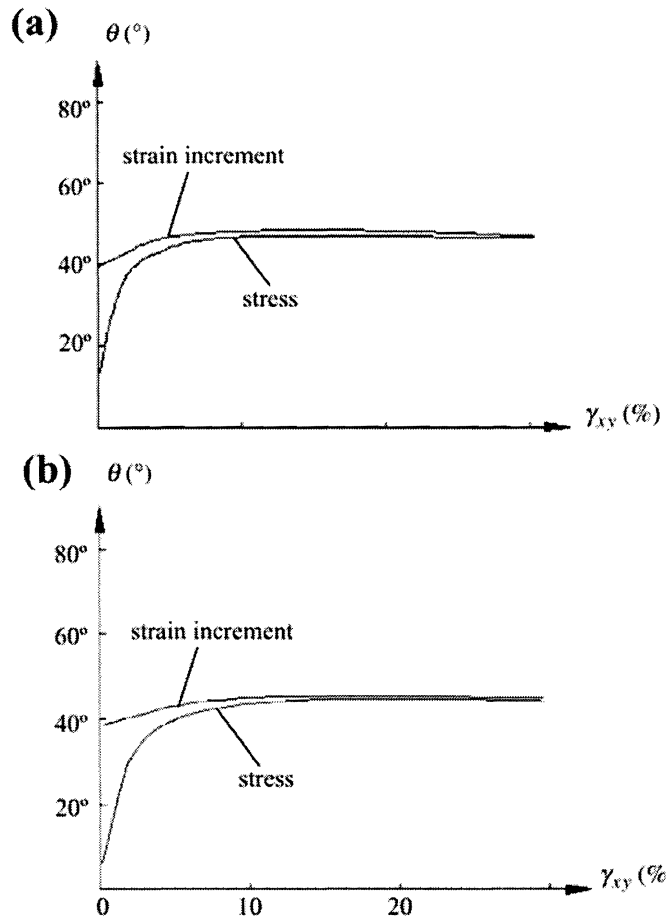 (a) θ (°)
80°
strain increment
60°
40°
stress
20°
γxy (%)
(b) θ (°)
80°
60°
strain increment
40°
stress
20°
γxy (%
0 10 20